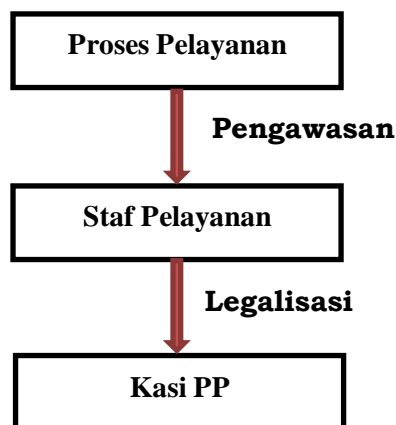 Proses Pelayanan
Pengawasan
Staf Pelayanan
Legalisasi
Kasi PP